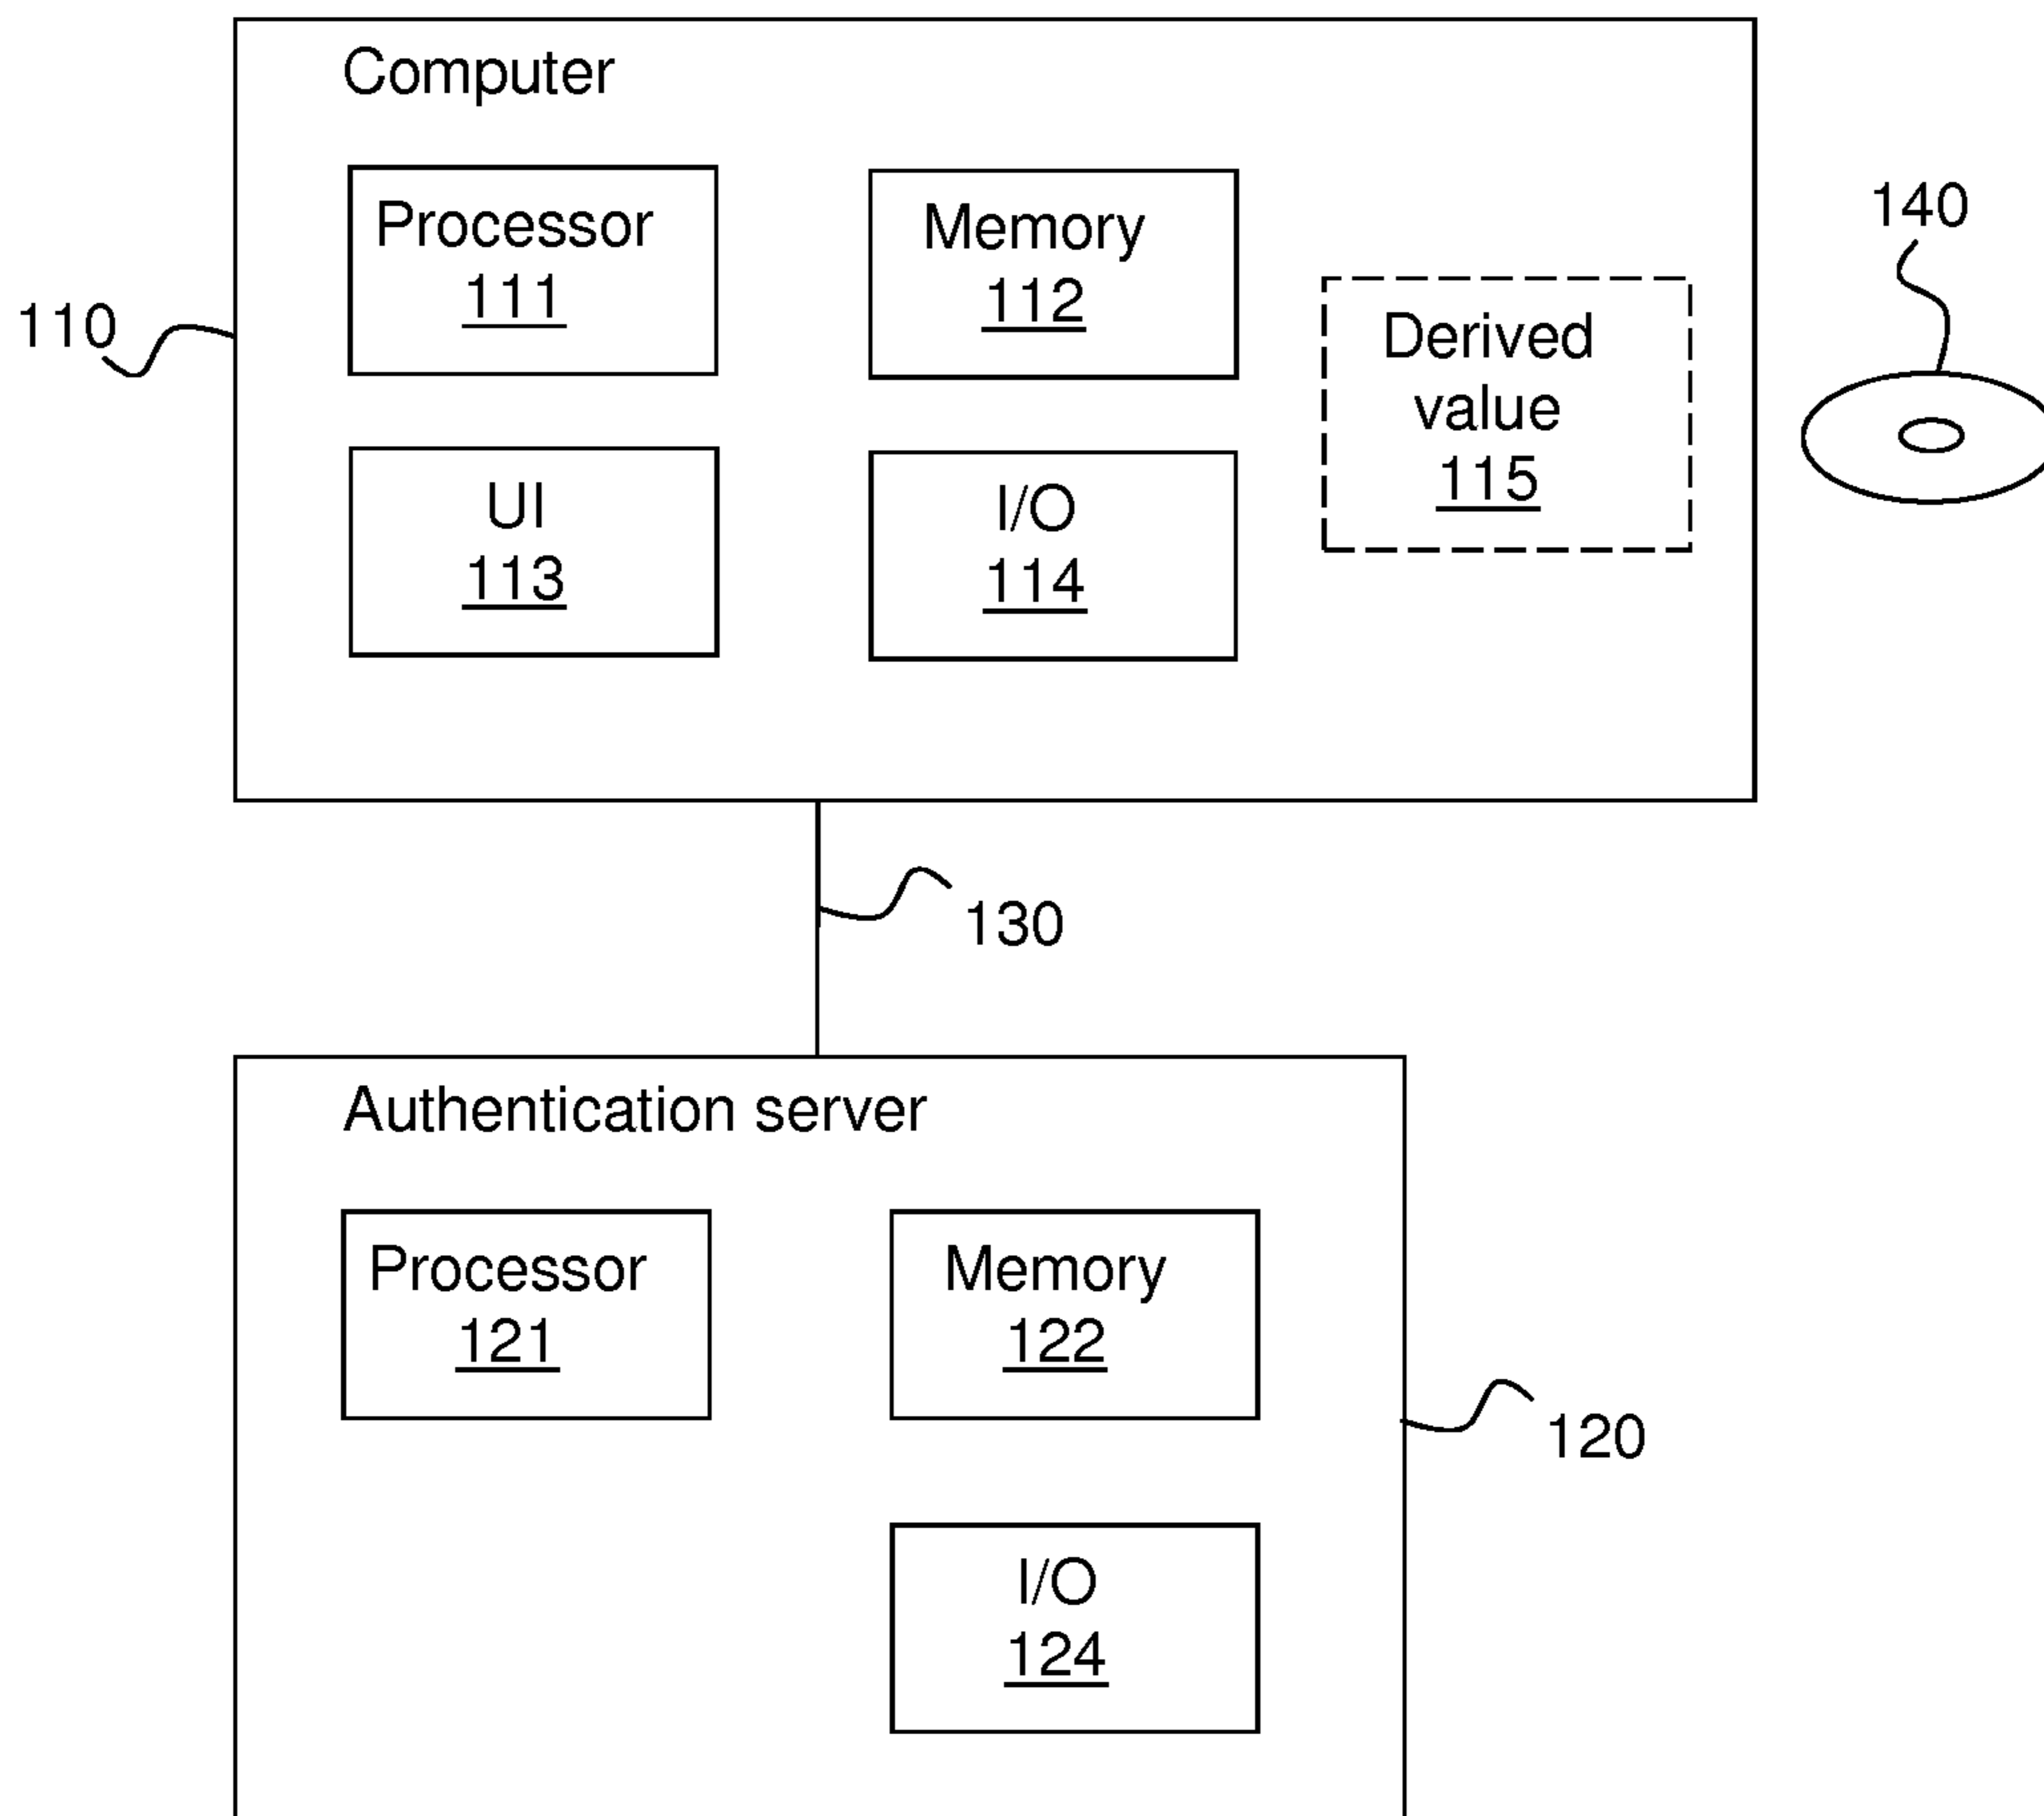 Computer
Processor
111
Memory
112
140
110
Derived
value
115
UI
113
I/O
114
130
Authentication server
Processor
121
Memory
122
120
I/O
124